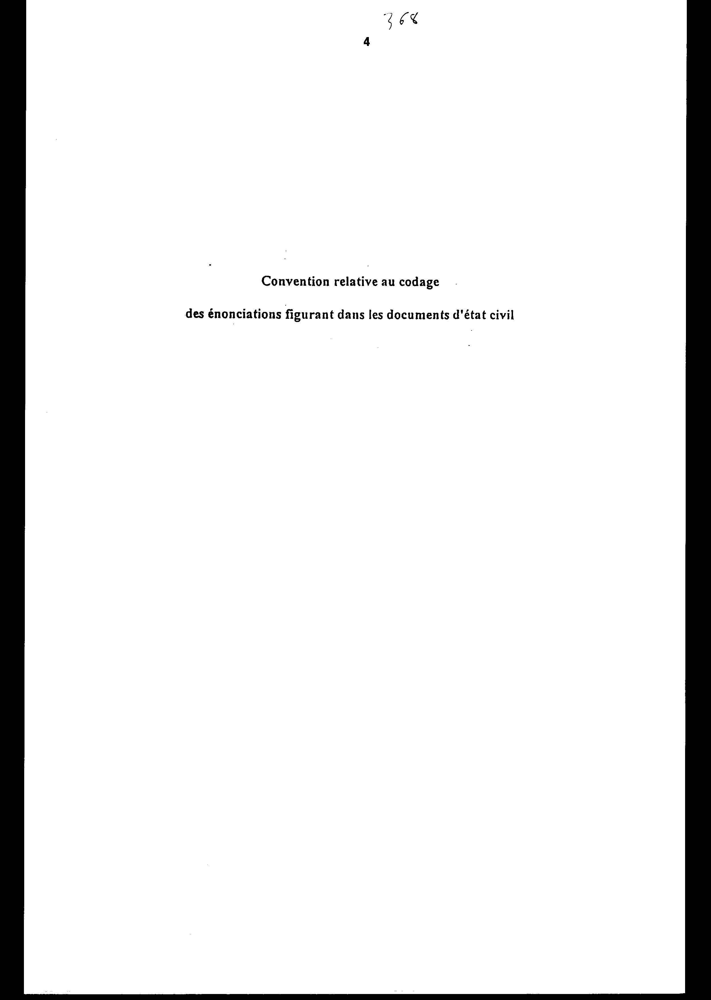 368
4
Convention relative au codage
des énonciations figurant dans les documents d'état civil